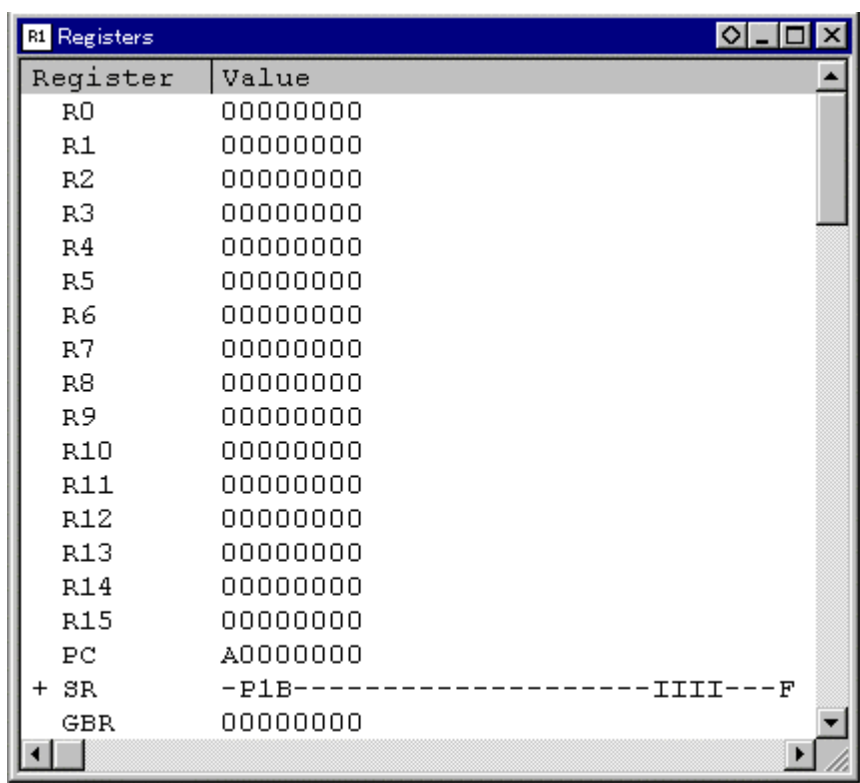 R1 Registers
Register Value
R0 00000000
R1 00000000
R2 00000000
R3 00000000
R4 00000000
R5 00000000
R6 00000000
R7 00000000
R8 00000000
R9 00000000
R10 00000000
R11 00000000
R12 00000000
R13 00000000
R14 00000000
R15 00000000
PC A0000000
+ SR -P1B--------------------IIII---F
GBR 00000000